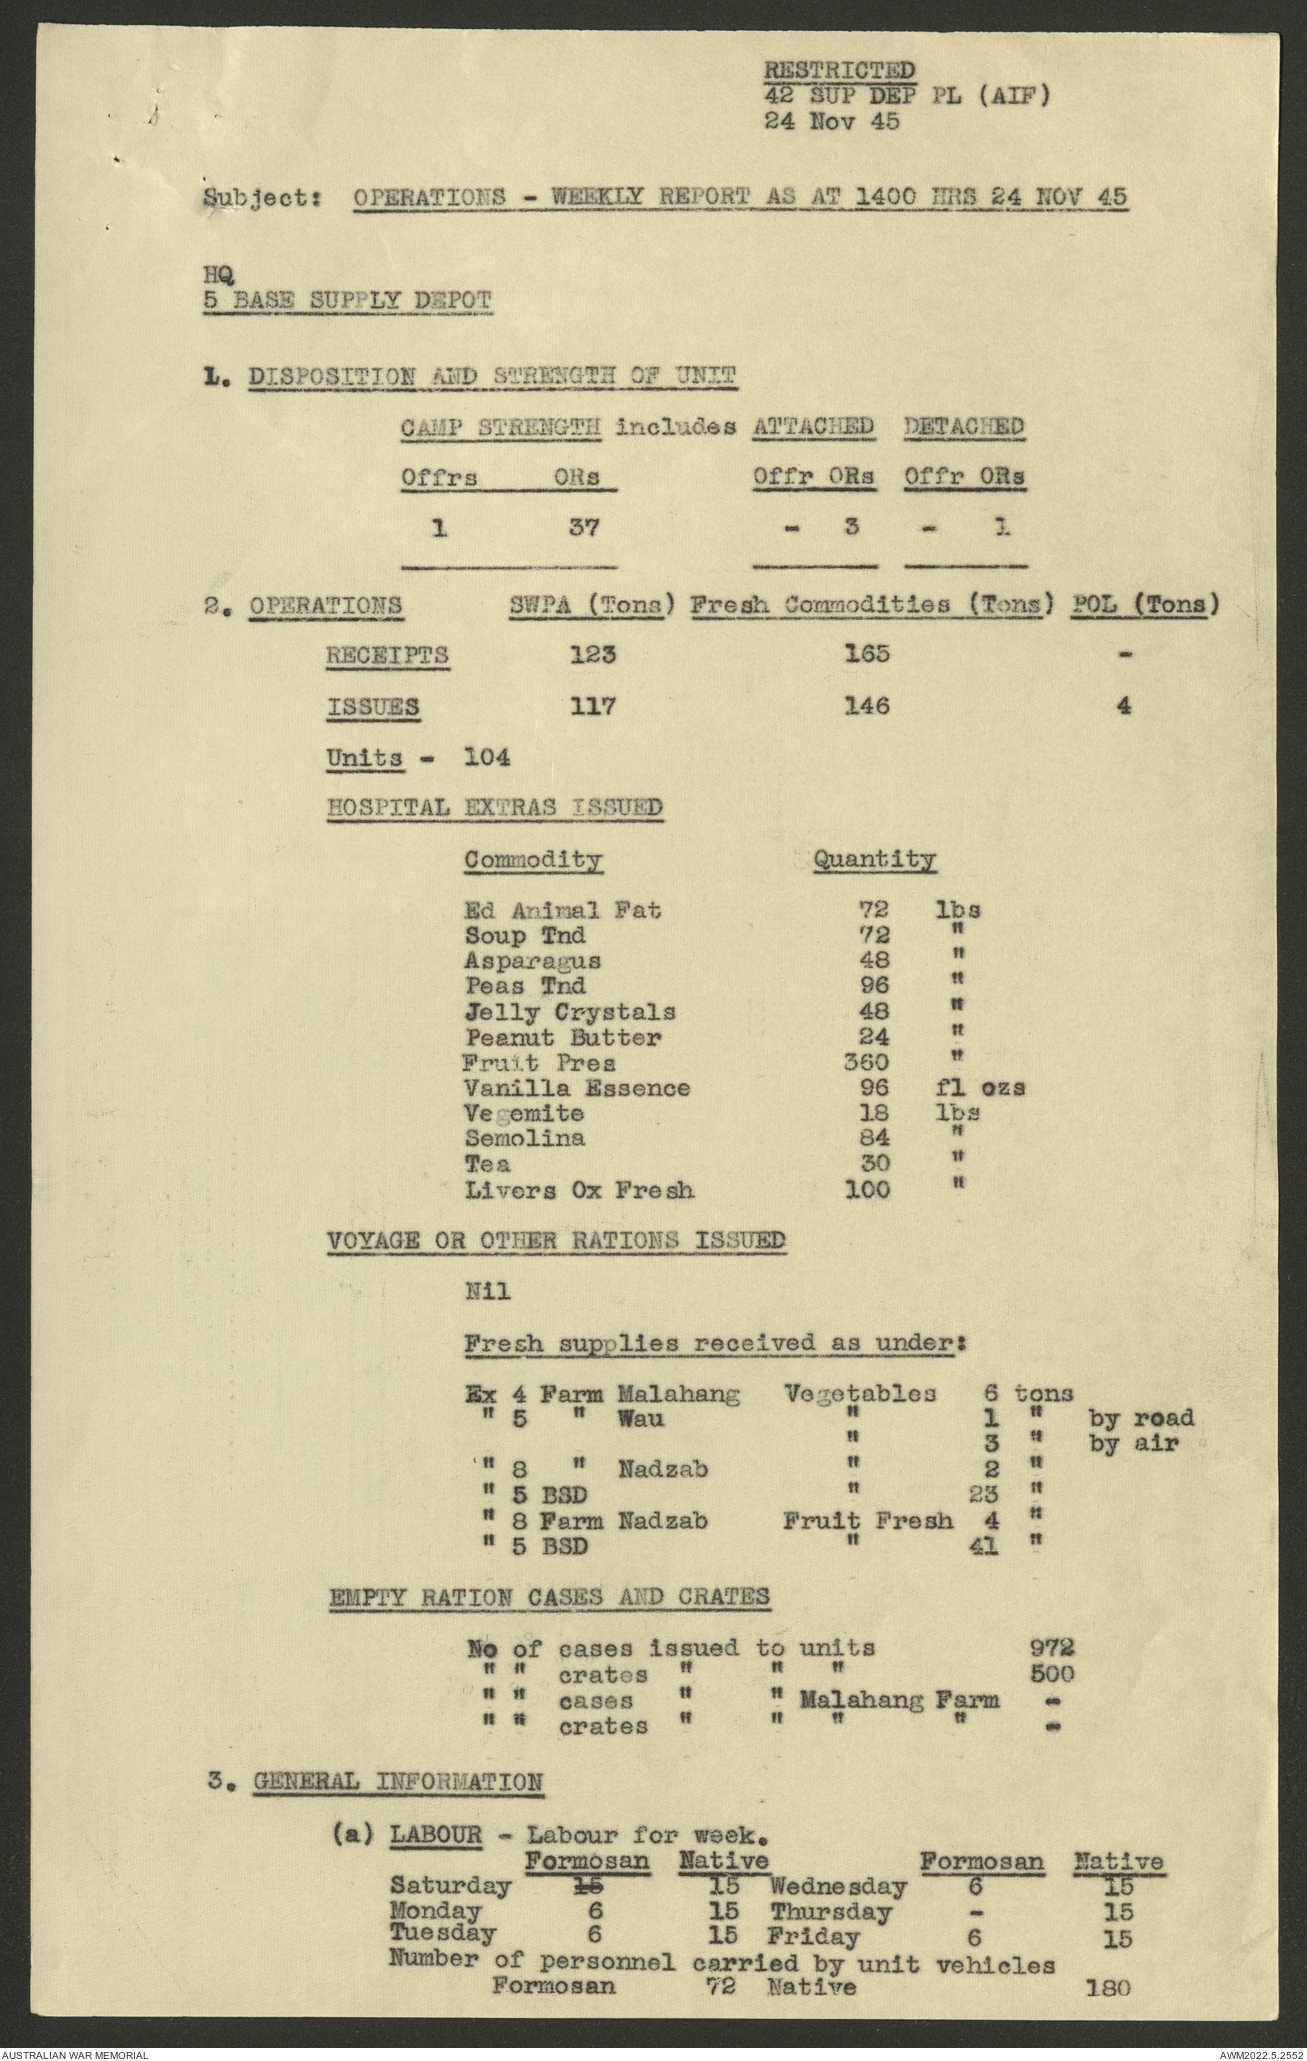 RESTRICTED
42 SUP DEP PL (AIF)
24 Nov 45
Subject: OPERATIONS - WEEKLY REPORT AS AT 1400 HRS 24 NOV 45
HQ
5 BASE SUPPLY DEPOT
1. DISPOSITION AND STRENGTH OF UNIT
CAMP STRENGTH includes ATTACHED DETACHED
Offrs ORs Offr ORs Offr ORs
1 37 - 3 - 1
2. OPERATIONS SWPA (Tons) Fresh Commodities (Tons) POL (Tons)
RECEIPTS 123 165 -
ISSUES 117 146 4
Units - 104
HOSPITAL EXTRAS ISSUED
Commodity Quantity
Ed Animal Fat 72 lbs
Soup Tnd 72 "
Asparagus 48 "
Peas Tnd 96 "
Jelly Crystals 48 "
Peanut Butter 24 "
Fruit Pres 360 "
Vanilla Essence 96 fl ozs
Vegemite 18 lbs
Semolina 84 "
Tea 30 "
Livers Ox Fresh 100 "
VOYAGE OR OTHER RATIONS ISSUED
Nil
Fresh supplies received as under:
Ex 4 Farm Malahang Vegetables 6 tons
" 5 " Wau " 1 " by road
" 3 " by air
" 8 " Nadzab " 2 "
" 5 BSD " 23 "
" 8 Farm Nadzab Fruit Fresh 4 "
" 5 BSD " 41 "
EMPTY RATION CASES AND CRATES
No of cases issued to units 972
" " crates " " " 500
" " cases " " Malahang Farm -
" " crates " " " " -
3. GENERAL INFORMATION
(a) LABOUR - Labour for week.
Formosan Native Formosan Native
Saturday 15 15 Wednesday 6 15
Monday 6 15 Thursday - 15
Tuesday 6 15 Friday 6 15
Number of personnel carried by unit vehicles
Formosan 72 Native 180
AUSTRALIAN WAR MEMORIAL AWM2022.5.2552